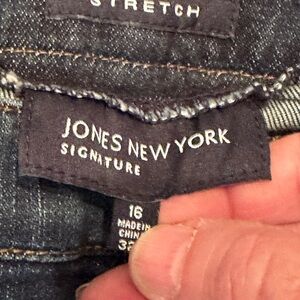 STRETCH
JONES NEW YORK
SIGNATURE
16
MADE IN
CHINA